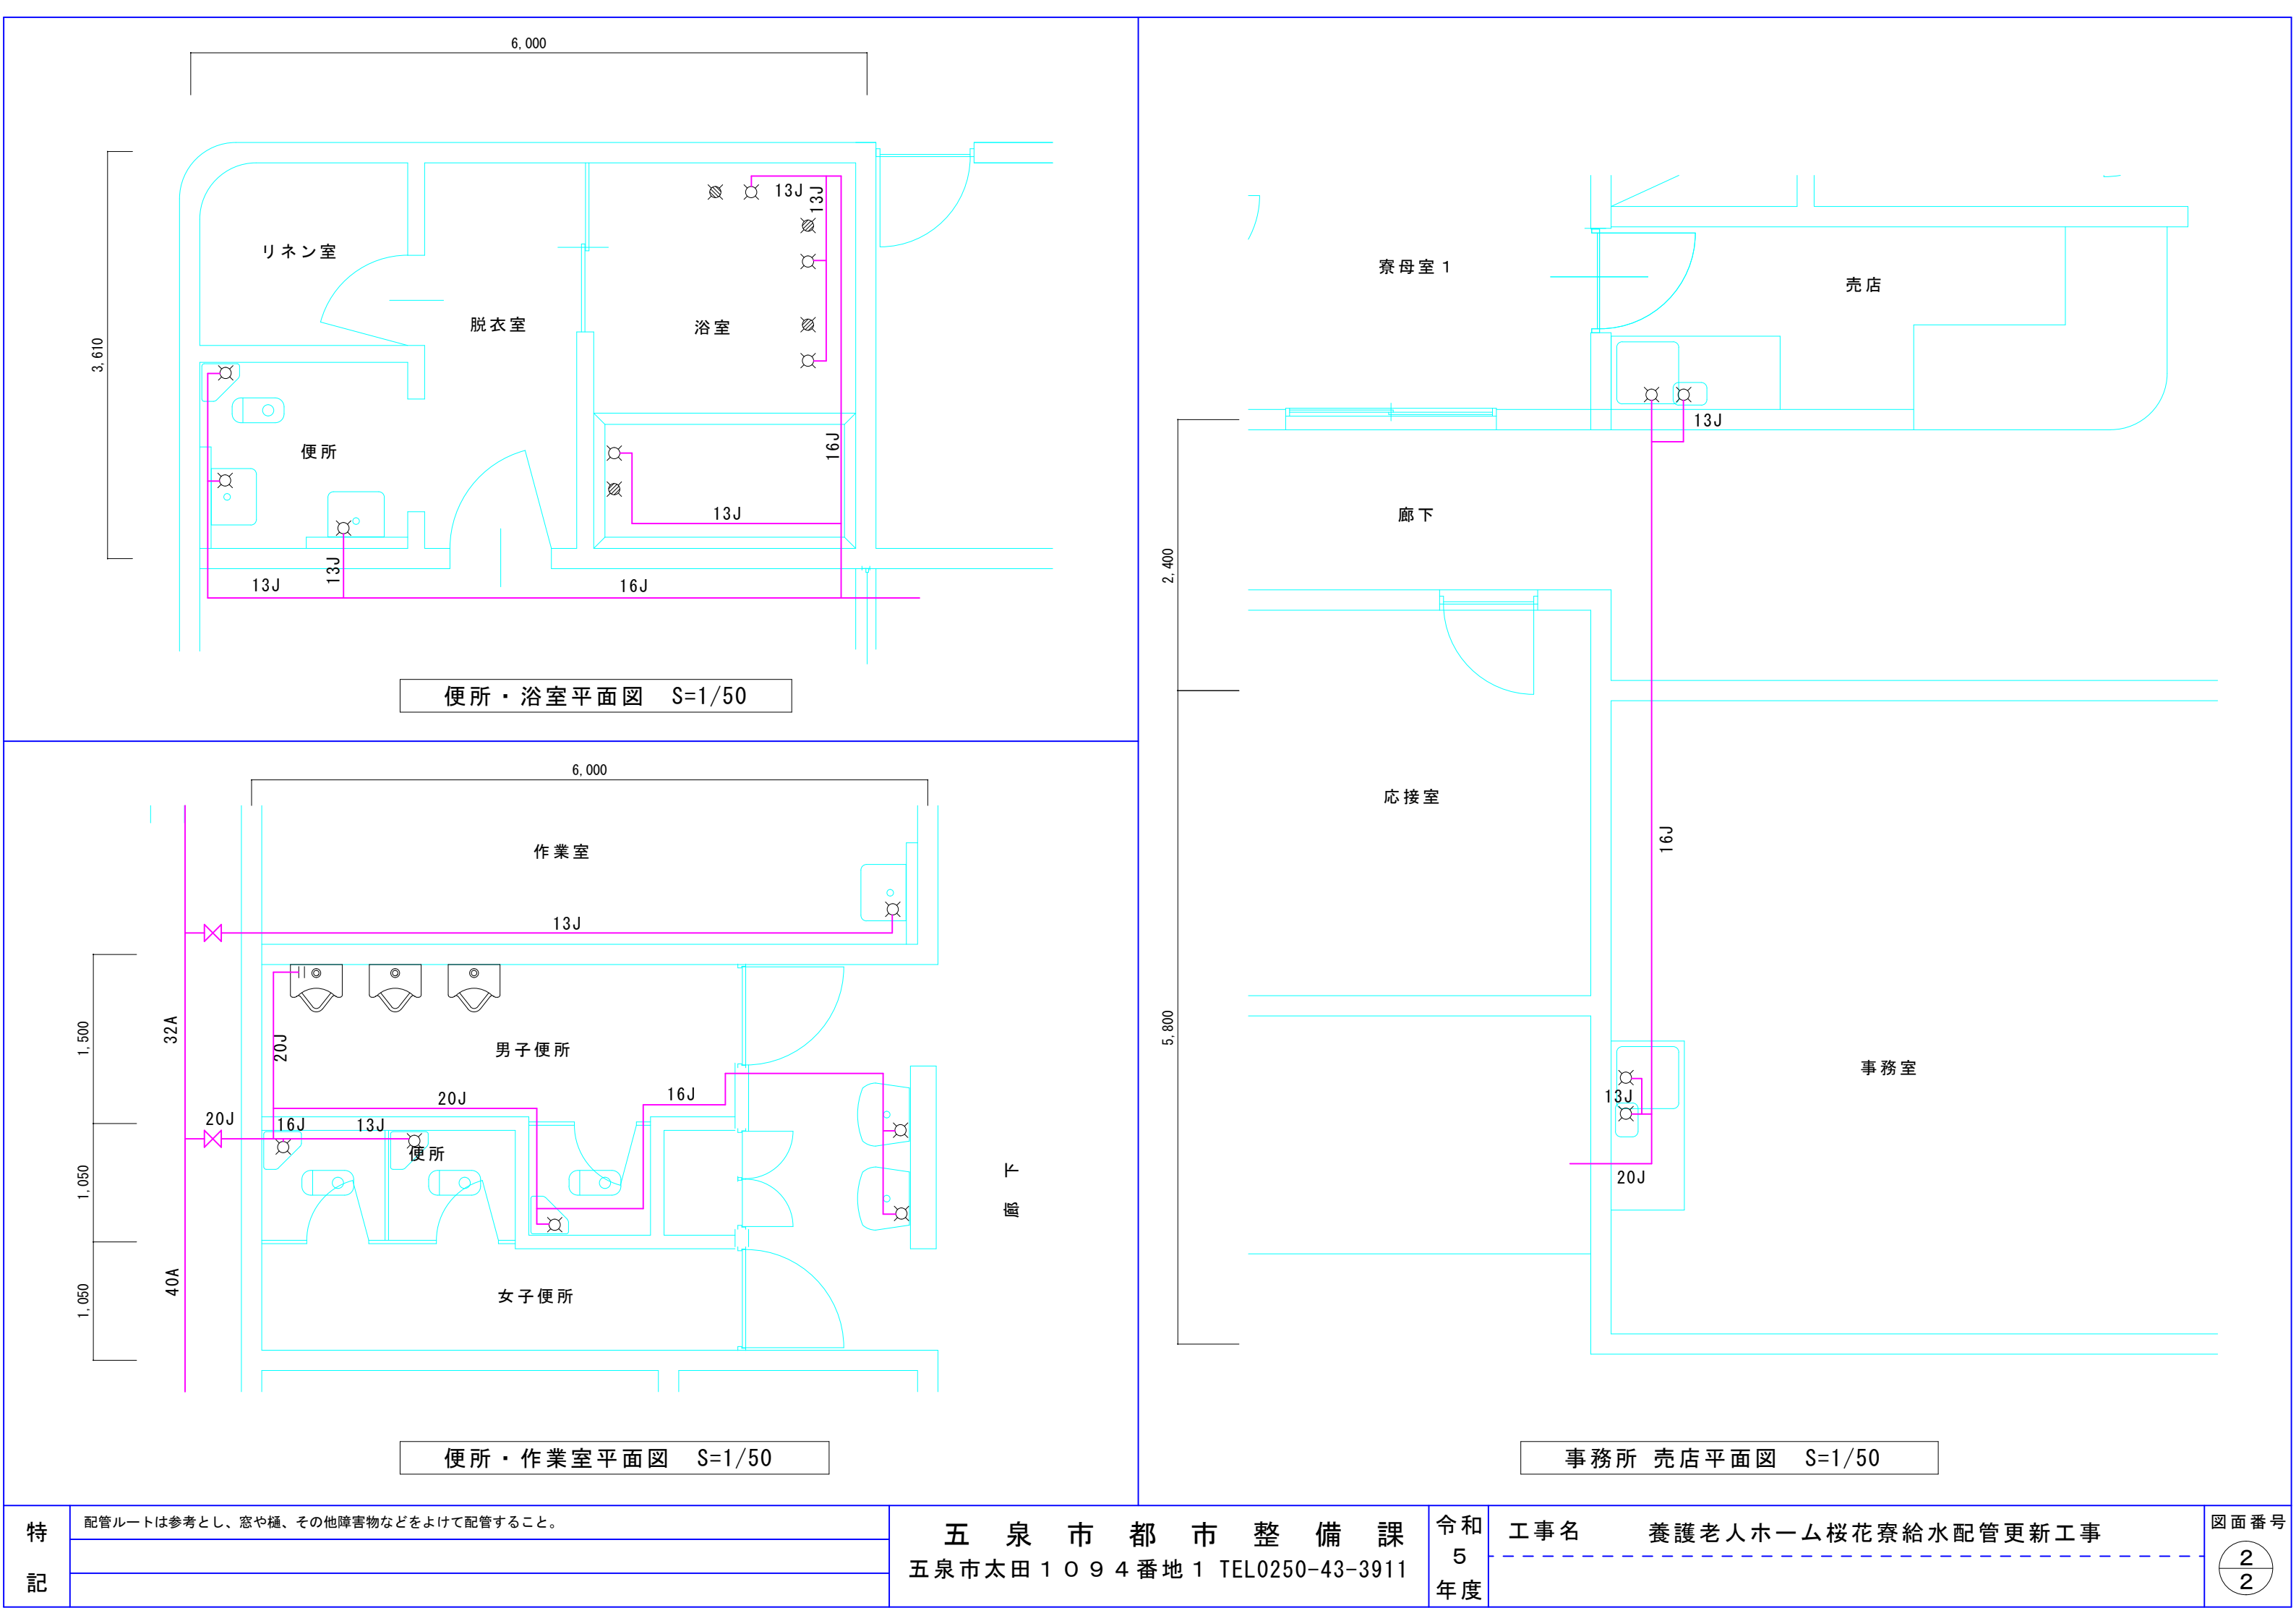 6,000
3,610
リネン室
脱衣室
浴室
便所
13J
13J
16J
13J
13J
13J
16J
便所・浴室平面図 S=1/50
6,000
作業室
13J
1,500
32A
20J
男子便所
20J
16J
20J
16J
13J
便所
1,050
廊下
40A
1,050
女子便所
便所・作業室平面図 S=1/50
寮母室1
売店
13J
廊下
2,400
応接室
16J
5,800
13J
事務室
20J
事務所 売店平面図 S=1/50
特記
配管ルートは参考とし、窓や樋、その他障害物などをよけて配管すること。
五泉市都市整備課
五泉市太田1094番地1 TEL0250-43-3911
令和
5
年度
工事名 養護老人ホーム桜花寮給水配管更新工事
図面番号
2
2